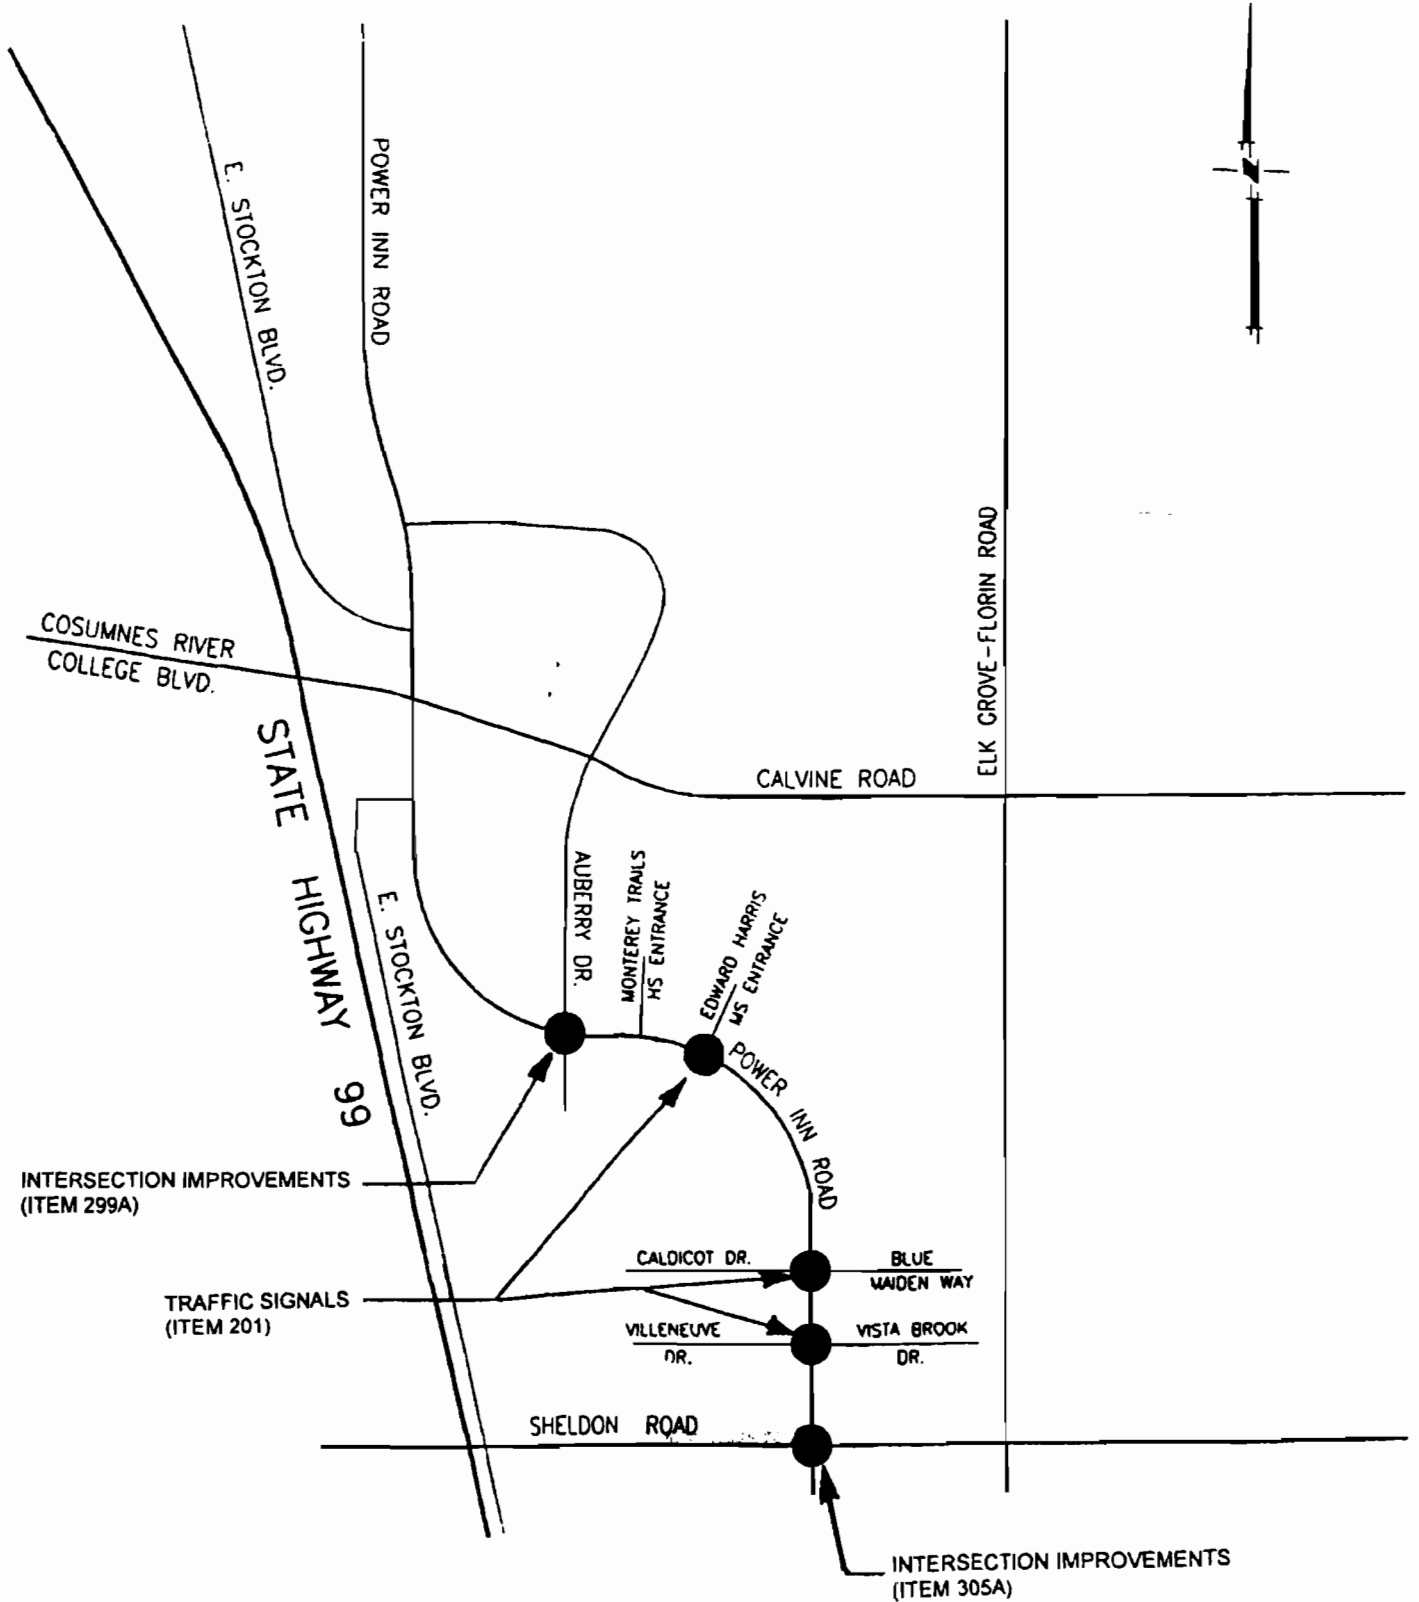 POWER INN ROAD
E. STOCKTON BLVD.
ELK GROVE-FLORIN ROAD
COSUMNES RIVER
COLLEGE BLVD.
STATE HIGHWAY 99
CALVINE ROAD
E. STOCKTON BLVD.
AUBERRY DR.
MONTEREY TRAILS
HS ENTRANCE
EDWARD HARRIS
MS ENTRANCE
POWER INN ROAD
INTERSECTION IMPROVEMENTS
(ITEM 299A)
CALDICOT DR.
BLUE
MAIDEN WAY
TRAFFIC SIGNALS
(ITEM 201)
VILLENEUVE
DR.
VISTA BROOK
DR.
SHELDON ROAD
INTERSECTION IMPROVEMENTS
(ITEM 305A)